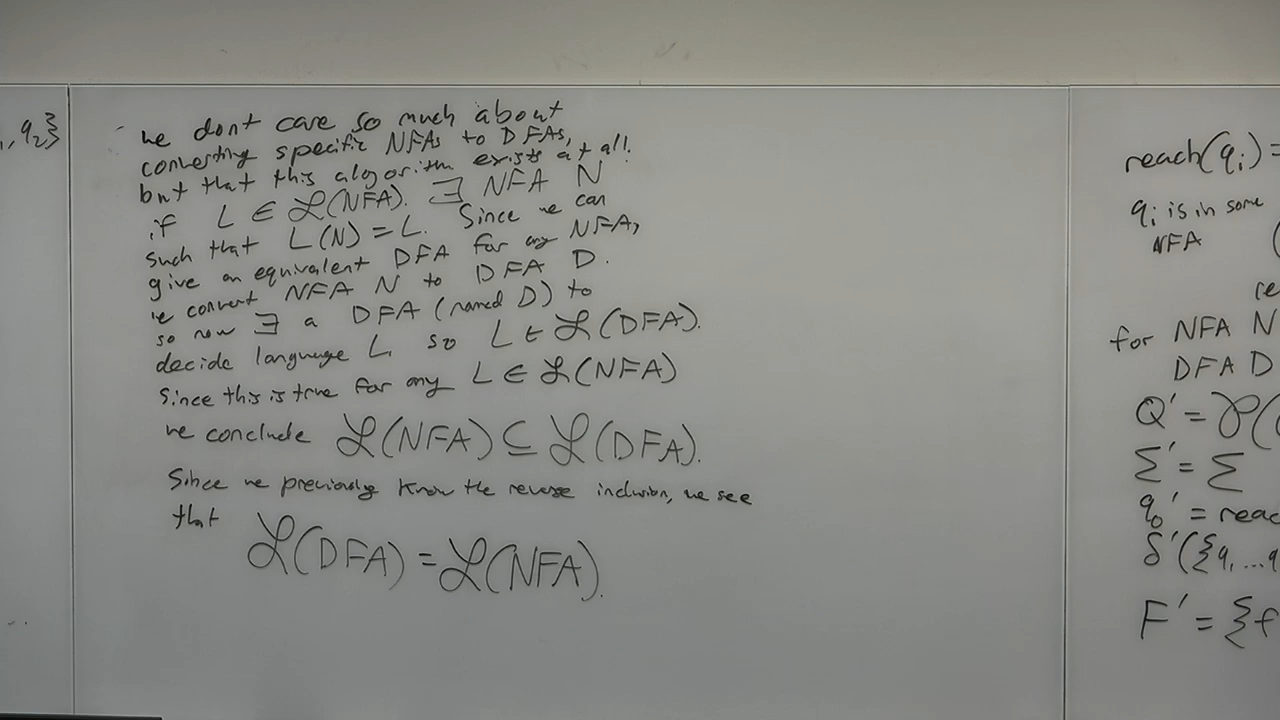 , q₂}
we dont care so much about
converting specific NFAs to DFAs,
but that this algorithm exists at all!
if L ∈ ℒ(NFA). ∃ NFA N
such that L(N) = L. Since we can
give an equivalent DFA for any NFA,
we convert NFA N to DFA D.
so now ∃ a DFA (named D) to
decide language L, so L ∈ ℒ(DFA).
Since this is true for any L ∈ ℒ(NFA)
we conclude ℒ(NFA) ⊆ ℒ(DFA).
Since we previously know the reverse inclusion, we see
that ℒ(DFA) = ℒ(NFA).
reach(qᵢ) =
qᵢ is in some
NFA (
re
for NFA N
DFA D
Q' = 𝒫(
Σ' = Σ
q₀' = reac
δ'({q, ... q
F' = {f